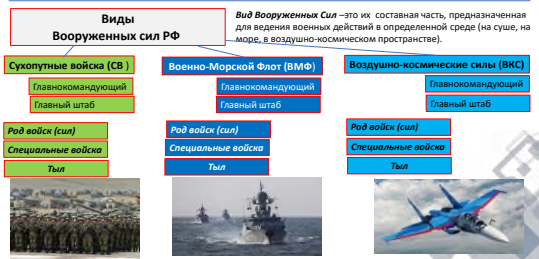 Виды
Вооруженных сил РФ
Вид Вооруженных Сил –это их составная часть, предназначенная
для ведения военных действий в определенной среде (на суше, на
море, в воздушно-космическом пространстве).
Сухопутные войска (СВ )
Главнокомандующий
Главный штаб
Род войск (сил)
Специальные войска
Тыл
Военно-Морской Флот (ВМФ)
Главнокомандующий
Главный штаб
Род войск (сил)
Специальные войска
Тыл
Воздушно-космические силы (ВКС)
Главнокомандующий
Главный штаб
Род войск (сил)
Специальные войска
Тыл